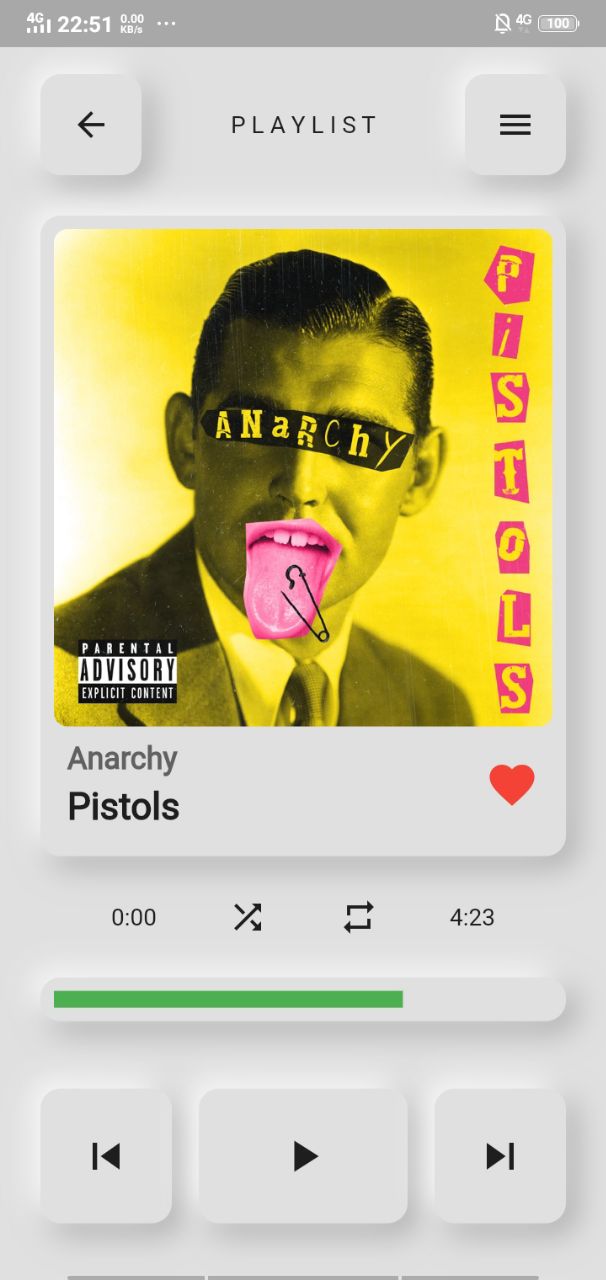 4G 22:51 0.00 KB/s ... 4G 100
PLAYLIST
PiSTOLS
ANaRChy
PARENTAL
ADVISORY
EXPLICIT CONTENT
Anarchy
Pistols
0:00 4:23